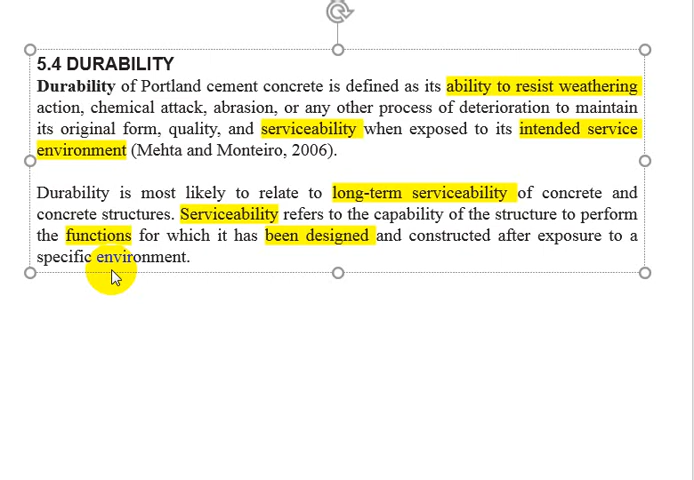 5.4 DURABILITY
Durability of Portland cement concrete is defined as its ability to resist weathering
action, chemical attack, abrasion, or any other process of deterioration to maintain
its original form, quality, and serviceability when exposed to its intended service
environment (Mehta and Monteiro, 2006).
Durability is most likely to relate to long-term serviceability of concrete and
concrete structures. Serviceability refers to the capability of the structure to perform
the functions for which it has been designed and constructed after exposure to a
specific environment.